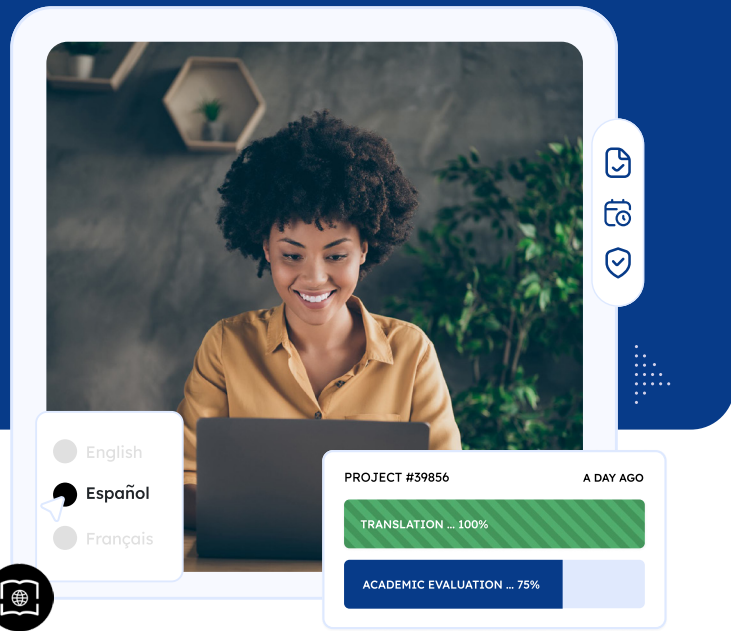 English
Español
Français
PROJECT #39856
A DAY AGO
TRANSLATION ... 100%
ACADEMIC EVALUATION ... 75%